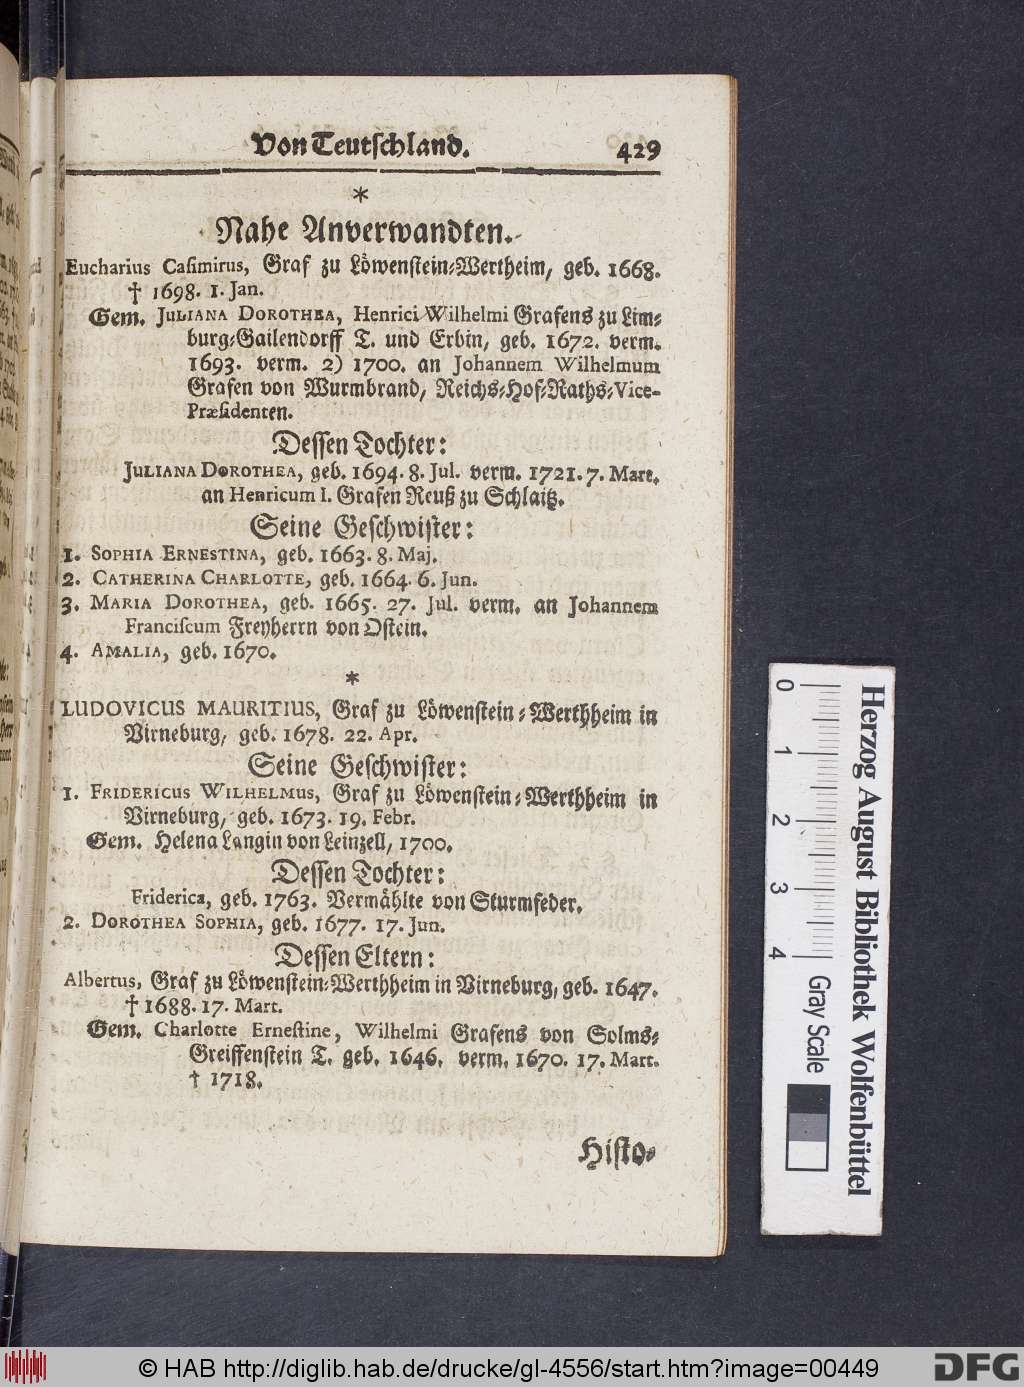 Von Teutschland.
429
*
Nahe Anverwandten.
Eucharius Casimirus, Graf zu Löwenstein-Wertheim, geb. 1668.
† 1698. 1. Jan.
Gem. JULIANA DOROTHEA, Henrici Wilhelmi Grafens zu Lim-
burg-Gailendorff T. und Erbin, geb. 1672. verm.
1693. verm. 2) 1700. an Johannem Wilhelmum
Grafen von Wurmbrand, Reichs-Hof-Raths-Vice-
Præsidenten.
Dessen Tochter:
JULIANA DOROTHEA, geb. 1694. 8. Jul. verm. 1721. 7. Mart.
an Henricum I. Grafen Reuß zu Schlaitz.
Seine Geschwister:
1. SOPHIA ERNESTINA, geb. 1663. 8. Maj.
2. CATHERINA CHARLOTTE, geb. 1664. 6. Jun.
3. MARIA DOROTHEA, geb. 1665. 27. Jul. verm. an Johannem
Franciscum Freyherrn von Ostein.
4. AMALIA, geb. 1670.
*
LUDOVICUS MAURITIUS, Graf zu Löwenstein-Werthheim in
Virneburg, geb. 1678. 22. Apr.
Seine Geschwister:
1. FRIDERICUS WILHELMUS, Graf zu Löwenstein-Werthheim in
Virneburg, geb. 1673. 19. Febr.
Gem. Helena Langin von Leinzell, 1700.
Dessen Tochter:
Friderica, geb. 1763. Vermählte von Sturmfeder.
2. DOROTHEA SOPHIA, geb. 1677. 17. Jun.
Dessen Eltern:
Albertus, Graf zu Löwenstein-Werthheim in Virneburg, geb. 1647.
† 1688. 17. Mart.
Gem. Charlotte Ernestine, Wilhelmi Grafens von Solms-
Greiffenstein T. geb. 1646. verm. 1670. 17. Mart.
† 1718.
Histo-
0 1 2 3 4
Gray Scale
Herzog August Bibliothek Wolfenbüttel
© HAB http://diglib.hab.de/drucke/gl-4556/start.htm?image=00449
DFG